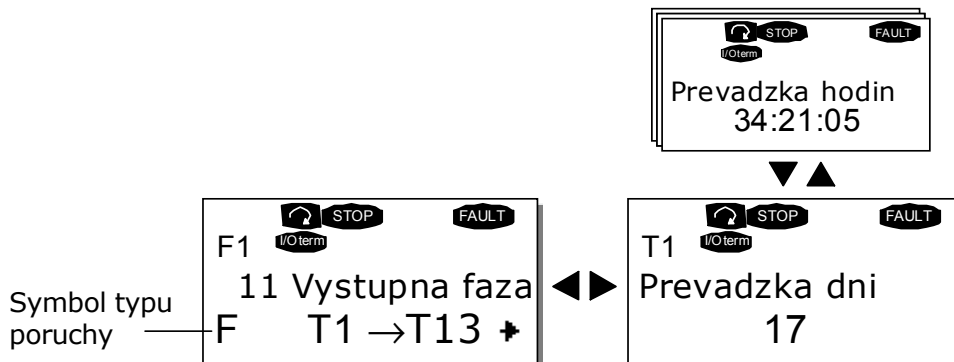 STOP FAULT
I/Oterm
Prevadzka hodin
34:21:05
STOP FAULT
F1 I/Oterm
11 Vystupna faza
F T1 →T13
Symbol typu
poruchy
STOP FAULT
T1 I/Oterm
Prevadzka dni
17